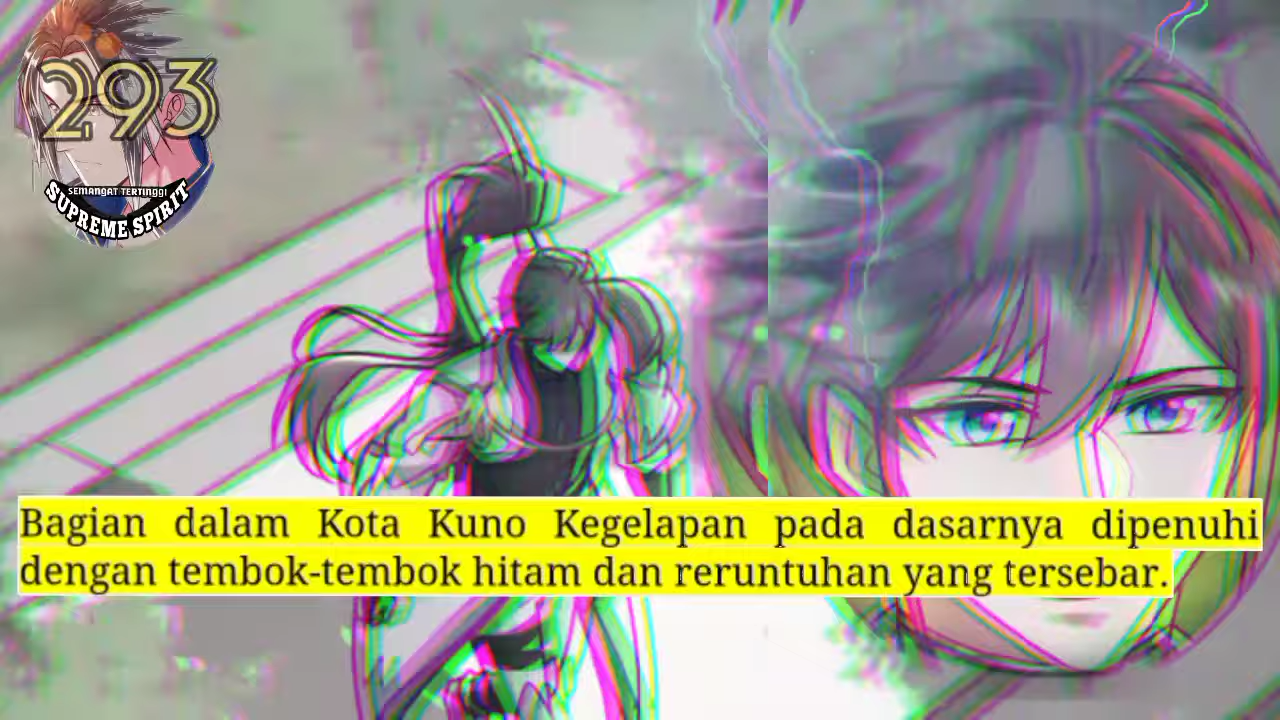 293
SEMANGAT TERTINGGI
SUPREME SPIRIT
Bagian dalam Kota Kuno Kegelapan pada dasarnya dipenuhi
dengan tembok-tembok hitam dan reruntuhan yang tersebar.